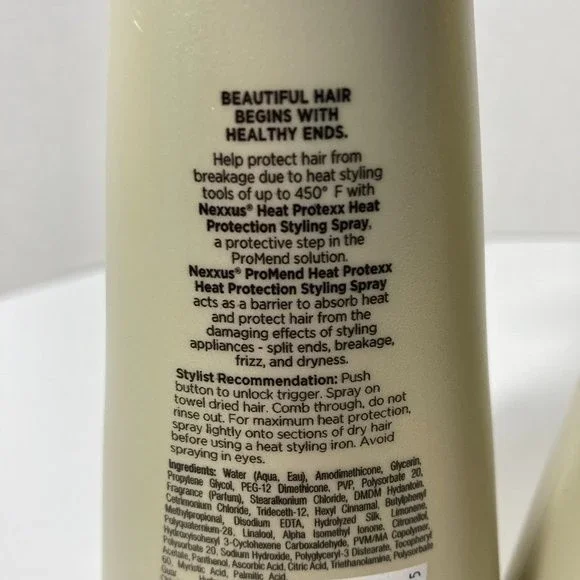 BEAUTIFUL HAIR
BEGINS WITH
HEALTHY ENDS.
Help protect hair from
breakage due to heat styling
tools of up to 450° F with
Nexxus® Heat Protexx Heat
Protection Styling Spray,
a protective step in the
ProMend solution.
Nexxus® ProMend Heat Protexx
Heat Protection Styling Spray
acts as a barrier to absorb heat
and protect hair from the
damaging effects of styling
appliances - split ends, breakage,
frizz, and dryness.
Stylist Recommendation: Push
button to unlock trigger. Spray on
towel dried hair. Comb through, do not
rinse out. For maximum heat protection,
spray lightly onto sections of dry hair
before using a heat styling iron. Avoid
spraying in eyes.
Ingredients: Water (Aqua, Eau), Amodimethicone, Glycerin,
Propylene Glycol, PEG-12 Dimethicone, PVP, Polysorbate 20,
Fragrance (Parfum), Stearalkonium Chloride, DMDM Hydantoin,
Cetrimonium Chloride, Trideceth-12, Hexyl Cinnamal, Butylphenyl
Methylpropional, Disodium EDTA, Hydrolyzed Silk, Limonene,
Polyquaternium-28, Linalool, Alpha Isomethyl Ionone, Citronellol,
Hydroxyisohexyl 3-Cyclohexene Carboxaldehyde, PVM/MA Copolymer,
Polysorbate 20, Sodium Hydroxide, Polyglyceryl-3 Distearate, Tocopheryl
Acetate, Panthenol, Ascorbic Acid, Citric Acid, Triethanolamine, Polysorbate
60, Myristic Acid, Palmitic Acid,
5